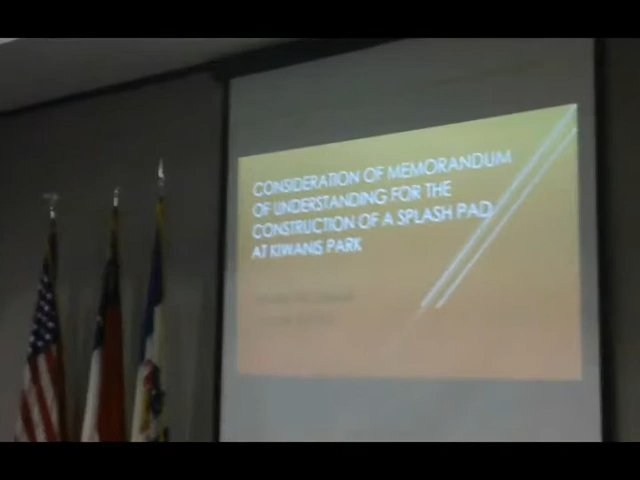 CONSIDERATION OF MEMORANDUM
OF UNDERSTANDING FOR THE
CONSTRUCTION OF A SPLASH PAD
AT KIWANIS PARK